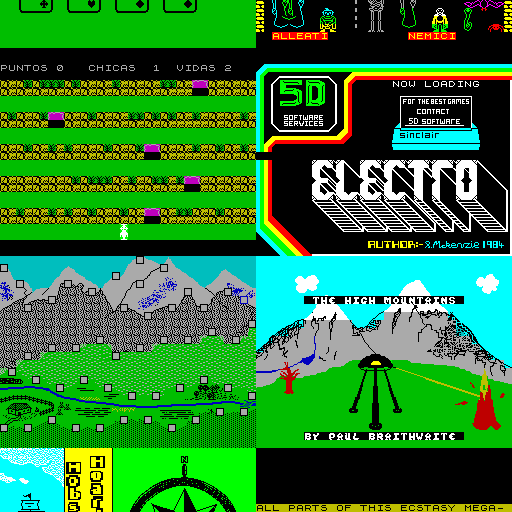 ALLEATI
NEMICI
PUNTOS 0 CHICAS 1 VIDAS 2
NOW LOADING
5D
SOFTWARE
SERVICES
FOR THE BEST GAMES
CONTACT
5D SOFTWARE
sinclair
ELECTRO
AUTHOR:- S.Mckenzie 1984
THE HIGH MOUNTAINS
BY PAUL BRAITHWAITE
N
ALL PARTS OF THIS ECSTASY MEGA-